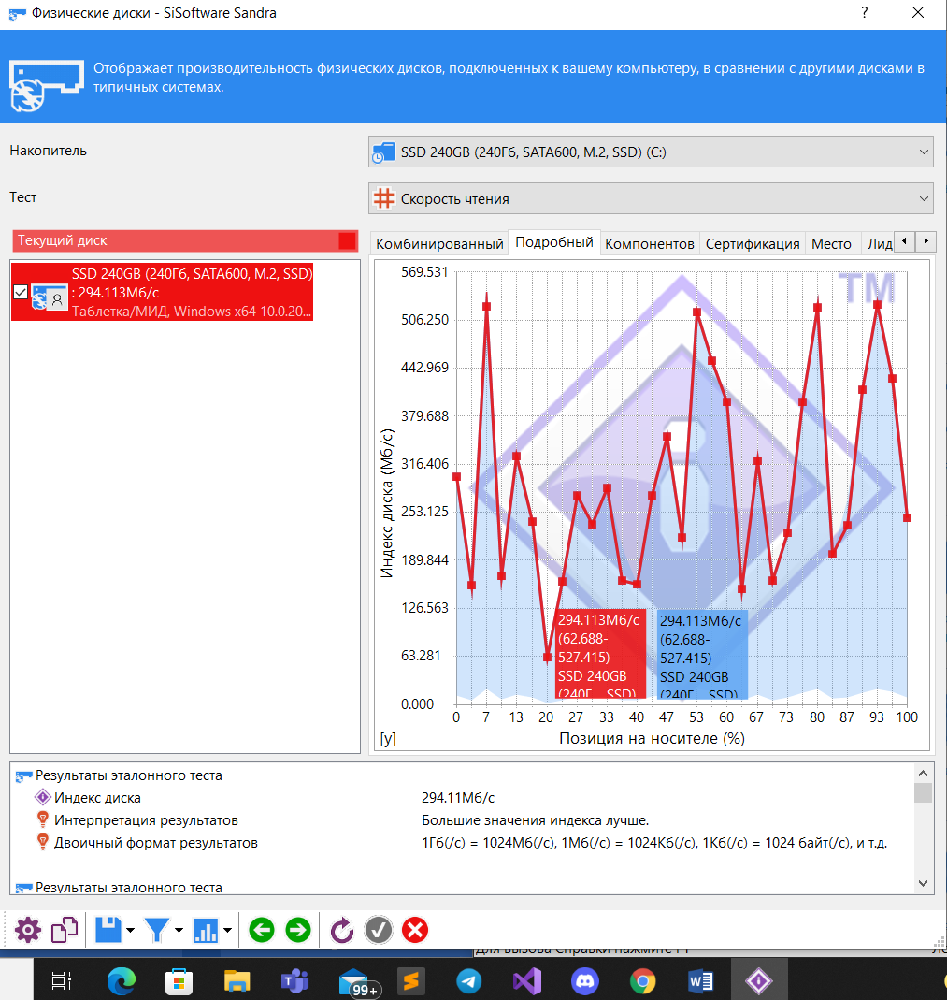 Физические диски - SiSoftware Sandra
?
Отображает производительность физических дисков, подключенных к вашему компьютеру, в сравнении с другими дисками в
типичных системах.
Накопитель
SSD 240GB (240Гб, SATA600, M.2, SSD) (C:)
Тест
Скорость чтения
Текущий диск
SSD 240GB (240Гб, SATA600, M.2, SSD)
: 294.113Мб/с
Таблетка/МИД, Windows x64 10.0.20...
Комбинированный
Подробный
Компонентов
Сертификация
Место
Лид
TM
569.531
506.250
442.969
379.688
316.406
253.125
189.844
126.563
63.281
0.000
Индекс диска (Мб/с)
294.113Мб/с
(62.688-
527.415)
SSD 240GB
(240Г... SSD)
294.113Мб/с
(62.688-
527.415)
SSD 240GB
(240Г... SSD)
0 7 13 20 27 33 40 47 53 60 67 73 80 87 93 100
[y]
Позиция на носителе (%)
Результаты эталонного теста
Индекс диска 294.11Мб/с
Интерпретация результатов Большие значения индекса лучше.
Двоичный формат результатов 1Гб(/с) = 1024Мб(/с), 1Мб(/с) = 1024Кб(/с), 1Кб(/с) = 1024 байт(/с), и т.д.
Результаты эталонного теста
Для вызова Справки нажмите F1
99+